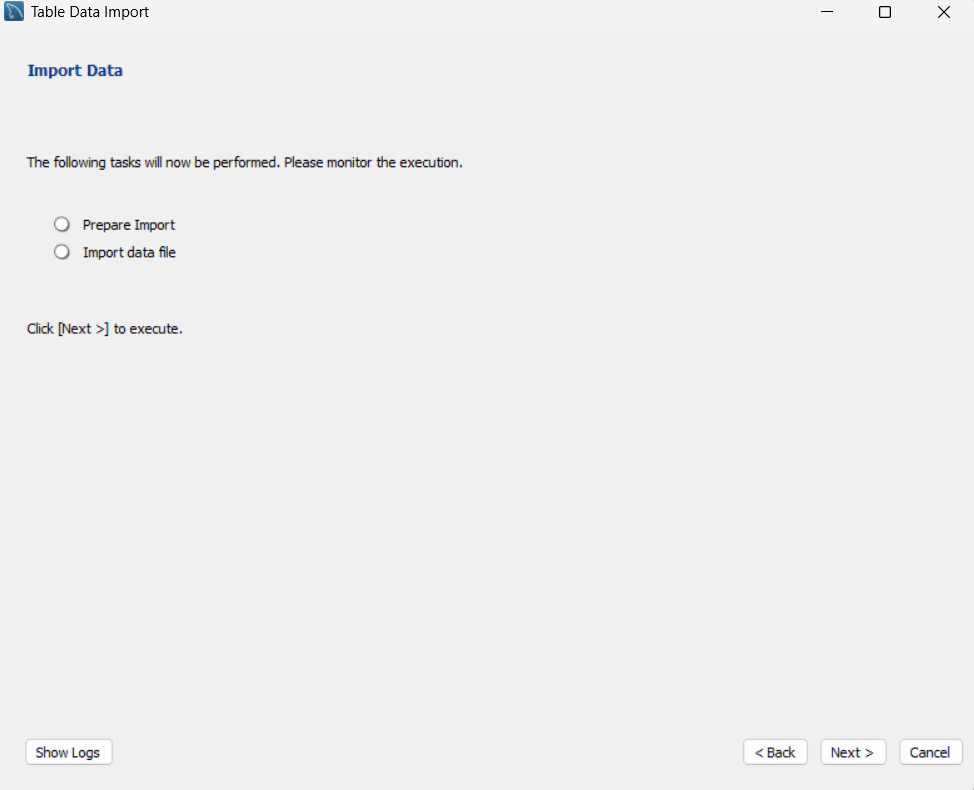 Table Data Import
Import Data
The following tasks will now be performed. Please monitor the execution.
Prepare Import
Import data file
Click [Next >] to execute.
Show Logs
< Back
Next >
Cancel